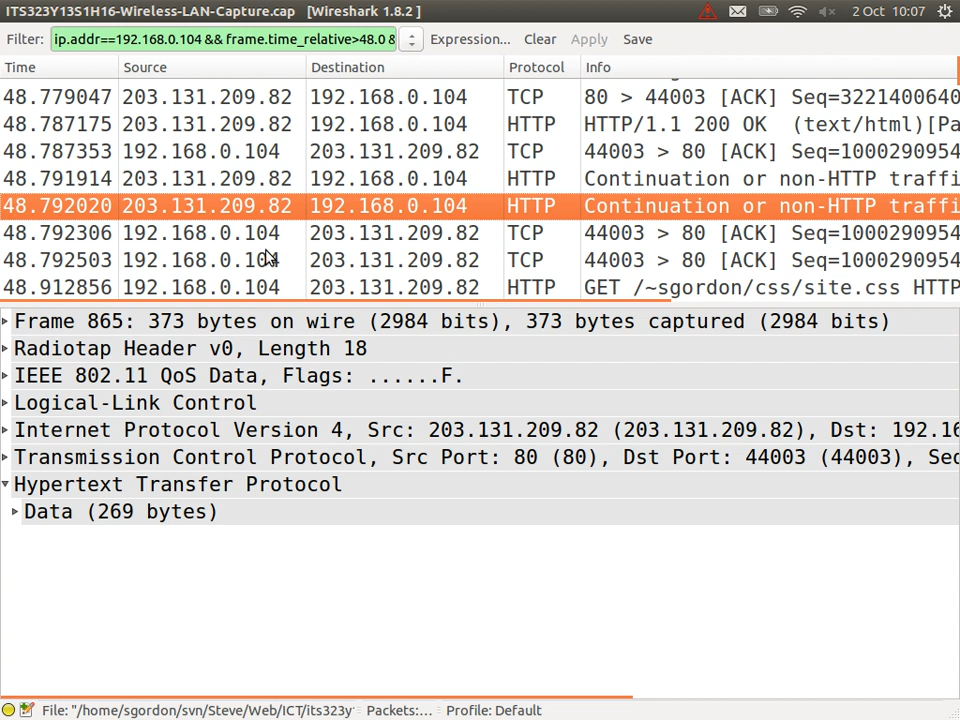 ITS323Y13S1H16-Wireless-LAN-Capture.cap [Wireshark 1.8.2 ] 2 Oct 10:07
Filter: ip.addr==192.168.0.104 && frame.time_relative>48.0 & Expression... Clear Apply Save
Time Source Destination Protocol Info
48.779047 203.131.209.82 192.168.0.104 TCP 80 > 44003 [ACK] Seq=3221400640
48.787175 203.131.209.82 192.168.0.104 HTTP HTTP/1.1 200 OK (text/html)[Pa
48.787353 192.168.0.104 203.131.209.82 TCP 44003 > 80 [ACK] Seq=1000290954
48.791914 203.131.209.82 192.168.0.104 HTTP Continuation or non-HTTP traffi
48.792020 203.131.209.82 192.168.0.104 HTTP Continuation or non-HTTP traffi
48.792306 192.168.0.104 203.131.209.82 TCP 44003 > 80 [ACK] Seq=1000290954
48.792503 192.168.0.104 203.131.209.82 TCP 44003 > 80 [ACK] Seq=1000290954
48.912856 192.168.0.104 203.131.209.82 HTTP GET /~sgordon/css/site.css HTTP
Frame 865: 373 bytes on wire (2984 bits), 373 bytes captured (2984 bits)
Radiotap Header v0, Length 18
IEEE 802.11 QoS Data, Flags: ......F.
Logical-Link Control
Internet Protocol Version 4, Src: 203.131.209.82 (203.131.209.82), Dst: 192.16
Transmission Control Protocol, Src Port: 80 (80), Dst Port: 44003 (44003), Seq
Hypertext Transfer Protocol
Data (269 bytes)
File: "/home/sgordon/svn/Steve/Web/ICT/its323y Packets:... Profile: Default